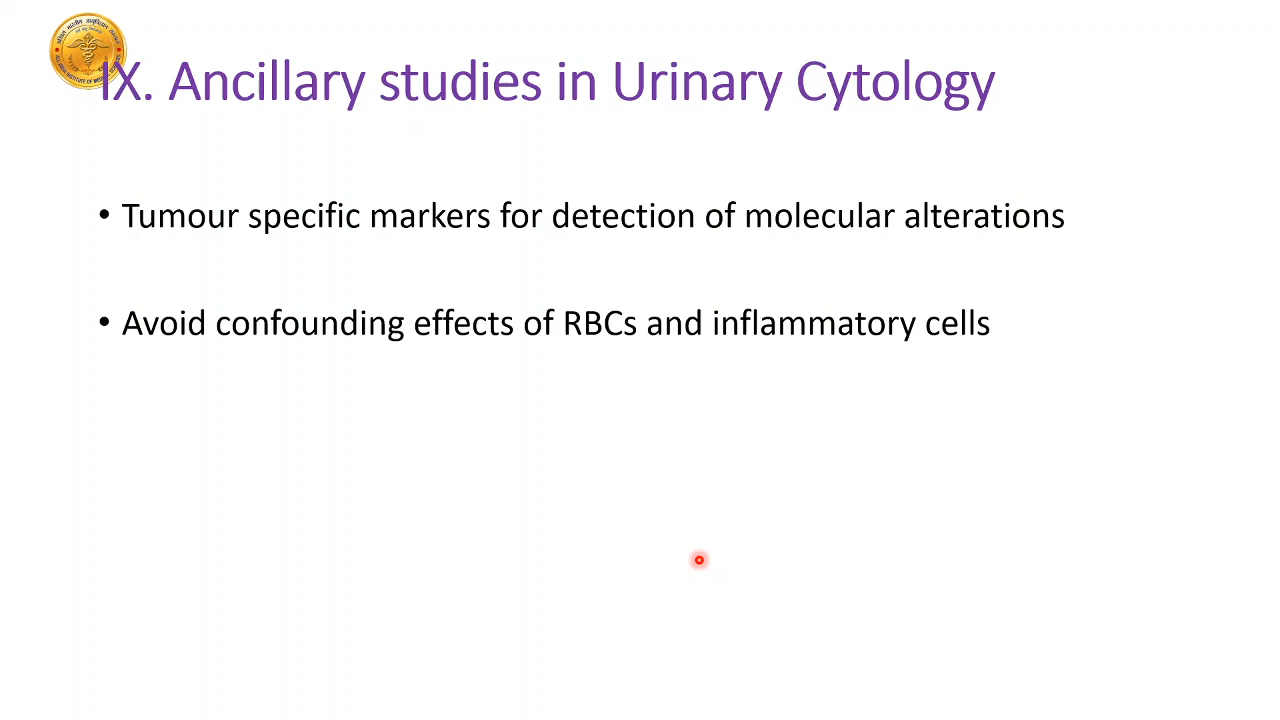 IX. Ancillary studies in Urinary Cytology
• Tumour specific markers for detection of molecular alterations
• Avoid confounding effects of RBCs and inflammatory cells